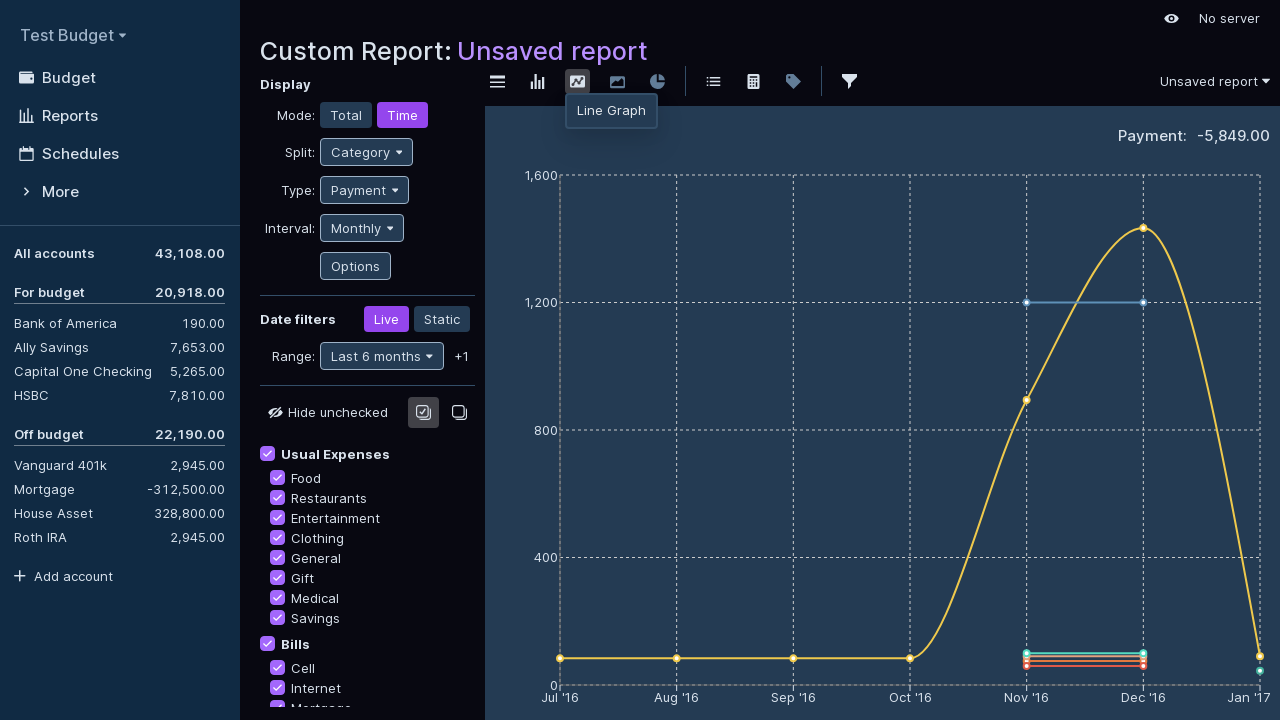 Test Budget
Budget
Reports
Schedules
More
All accounts 43,108.00
For budget 20,918.00
Bank of America 190.00
Ally Savings 7,653.00
Capital One Checking 5,265.00
HSBC 7,810.00
Off budget 22,190.00
Vanguard 401k 2,945.00
Mortgage -312,500.00
House Asset 328,800.00
Roth IRA 2,945.00
Add account
No server
Custom Report: Unsaved report
Display
Mode: Total Time
Split: Category
Type: Payment
Interval: Monthly
Options
Date filters Live Static
Range: Last 6 months +1
Hide unchecked
Usual Expenses
Food
Restaurants
Entertainment
Clothing
General
Gift
Medical
Savings
Bills
Cell
Internet
Mortgage
Unsaved report
Line Graph
Payment: -5,849.00
1,600
1,200
800
400
0
Jul '16 Aug '16 Sep '16 Oct '16 Nov '16 Dec '16 Jan '17